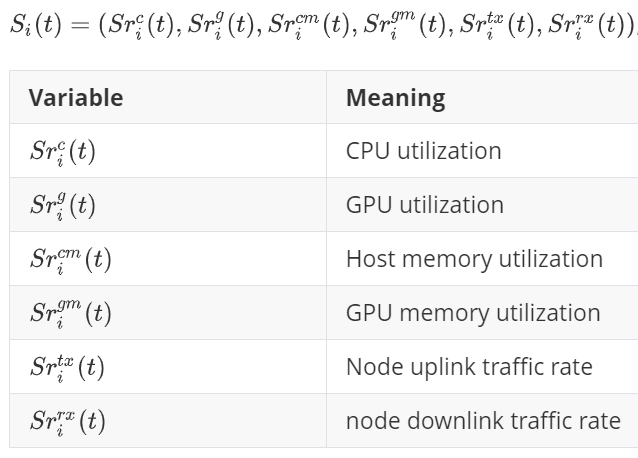 $S_i(t) = (Sr_i^c(t), Sr_i^g(t), Sr_i^{cm}(t), Sr_i^{gm}(t), Sr_i^{tx}(t), Sr_i^{rx}(t))$
Variable Meaning
$Sr_i^c(t)$ CPU utilization
$Sr_i^g(t)$ GPU utilization
$Sr_i^{cm}(t)$ Host memory utilization
$Sr_i^{gm}(t)$ GPU memory utilization
$Sr_i^{tx}(t)$ Node uplink traffic rate
$Sr_i^{rx}(t)$ node downlink traffic rate